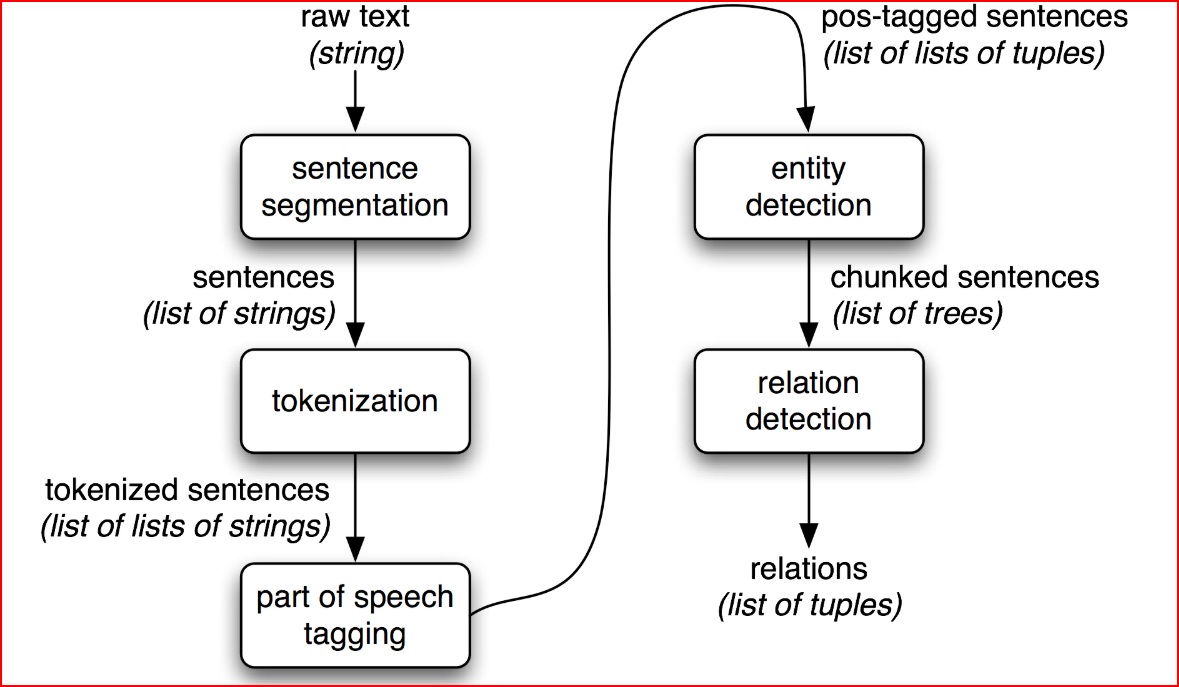 raw text
(string)
sentence
segmentation
sentences
(list of strings)
tokenization
tokenized sentences
(list of lists of strings)
part of speech
tagging
pos-tagged sentences
(list of lists of tuples)
entity
detection
chunked sentences
(list of trees)
relation
detection
relations
(list of tuples)